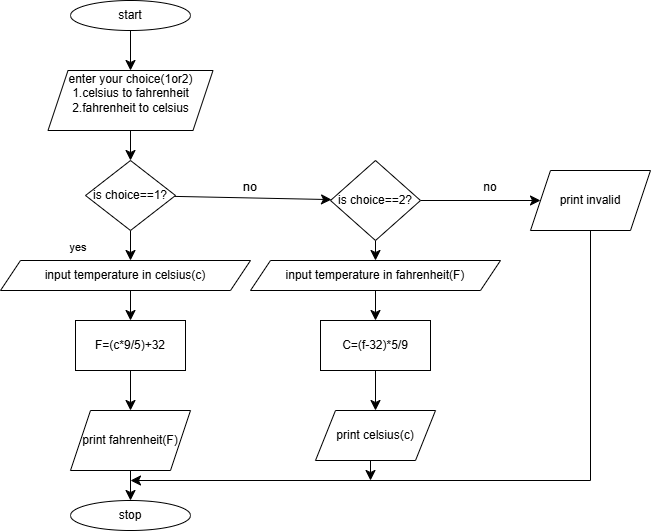 start
enter your choice(1or2)
1.celsius to fahrenheit
2.fahrenheit to celsius
is choice==1?
no
is choice==2?
no
print invalid
yes
input temperature in celsius(c)
input temperature in fahrenheit(F)
F=(c*9/5)+32
C=(f-32)*5/9
print fahrenheit(F)
print celsius(c)
stop